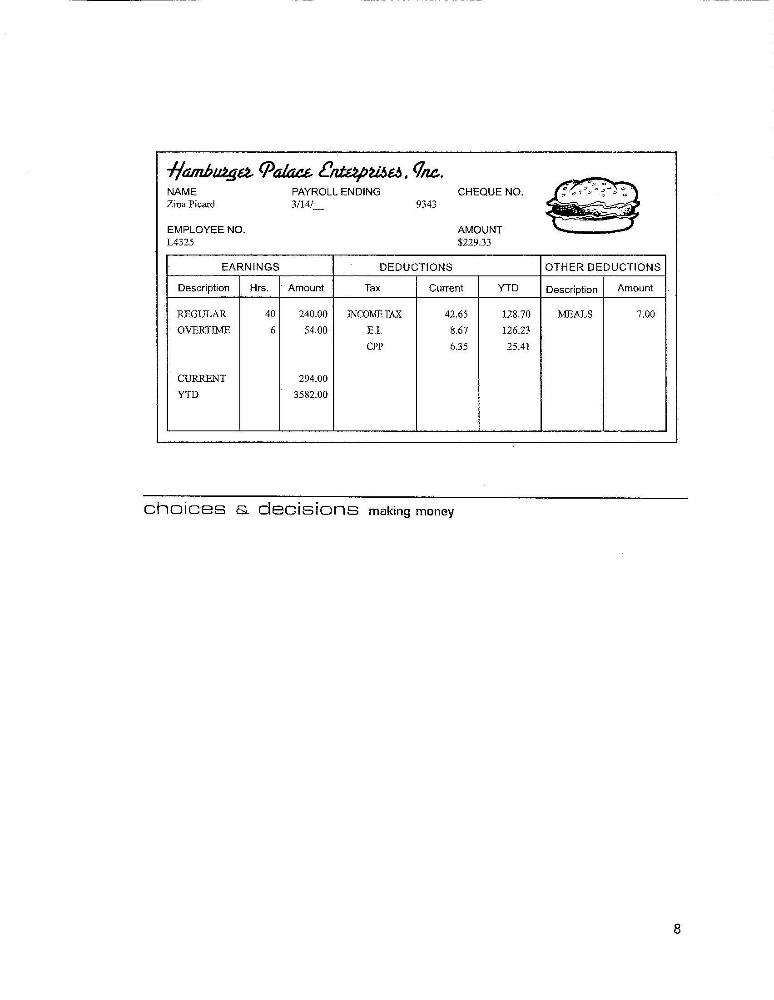 Hamburger Palace Enterprises, Inc.
NAME PAYROLL ENDING CHEQUE NO.
Zina Picard 3/14/__ 9343
EMPLOYEE NO. AMOUNT
L4325 $229.33
EARNINGS DEDUCTIONS OTHER DEDUCTIONS
Description Hrs. Amount Tax Current YTD Description Amount
REGULAR 40 240.00 INCOME TAX 42.65 128.70 MEALS 7.00
OVERTIME 6 54.00 E.I. 8.67 126.23
CPP 6.35 25.41
CURRENT 294.00
YTD 3582.00
choices & decisions making money
8